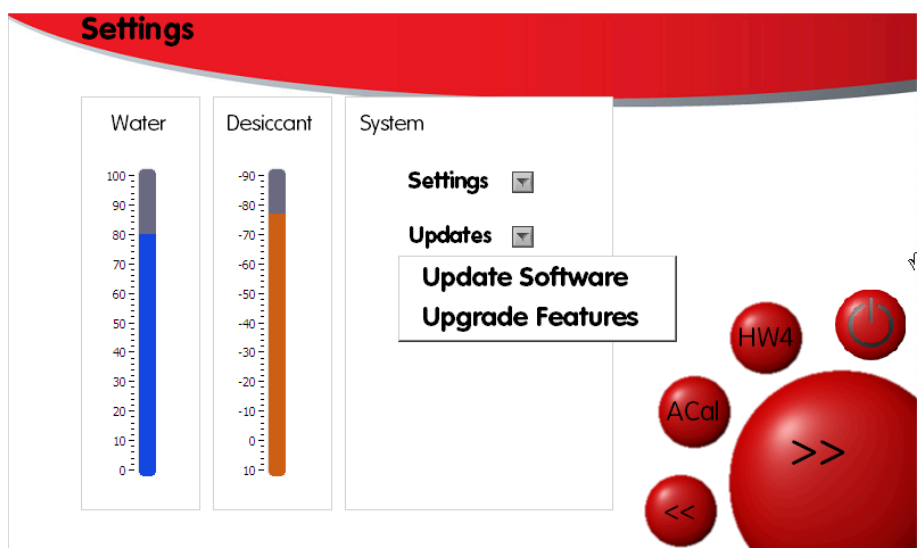 Settings
Water
100
90
80
70
60
50
40
30
20
10
0
Desiccant
-90
-80
-70
-60
-50
-40
-30
-20
-10
0
10
System
Settings
Updates
Update Software
Upgrade Features
HW4
ACal
>>
<<